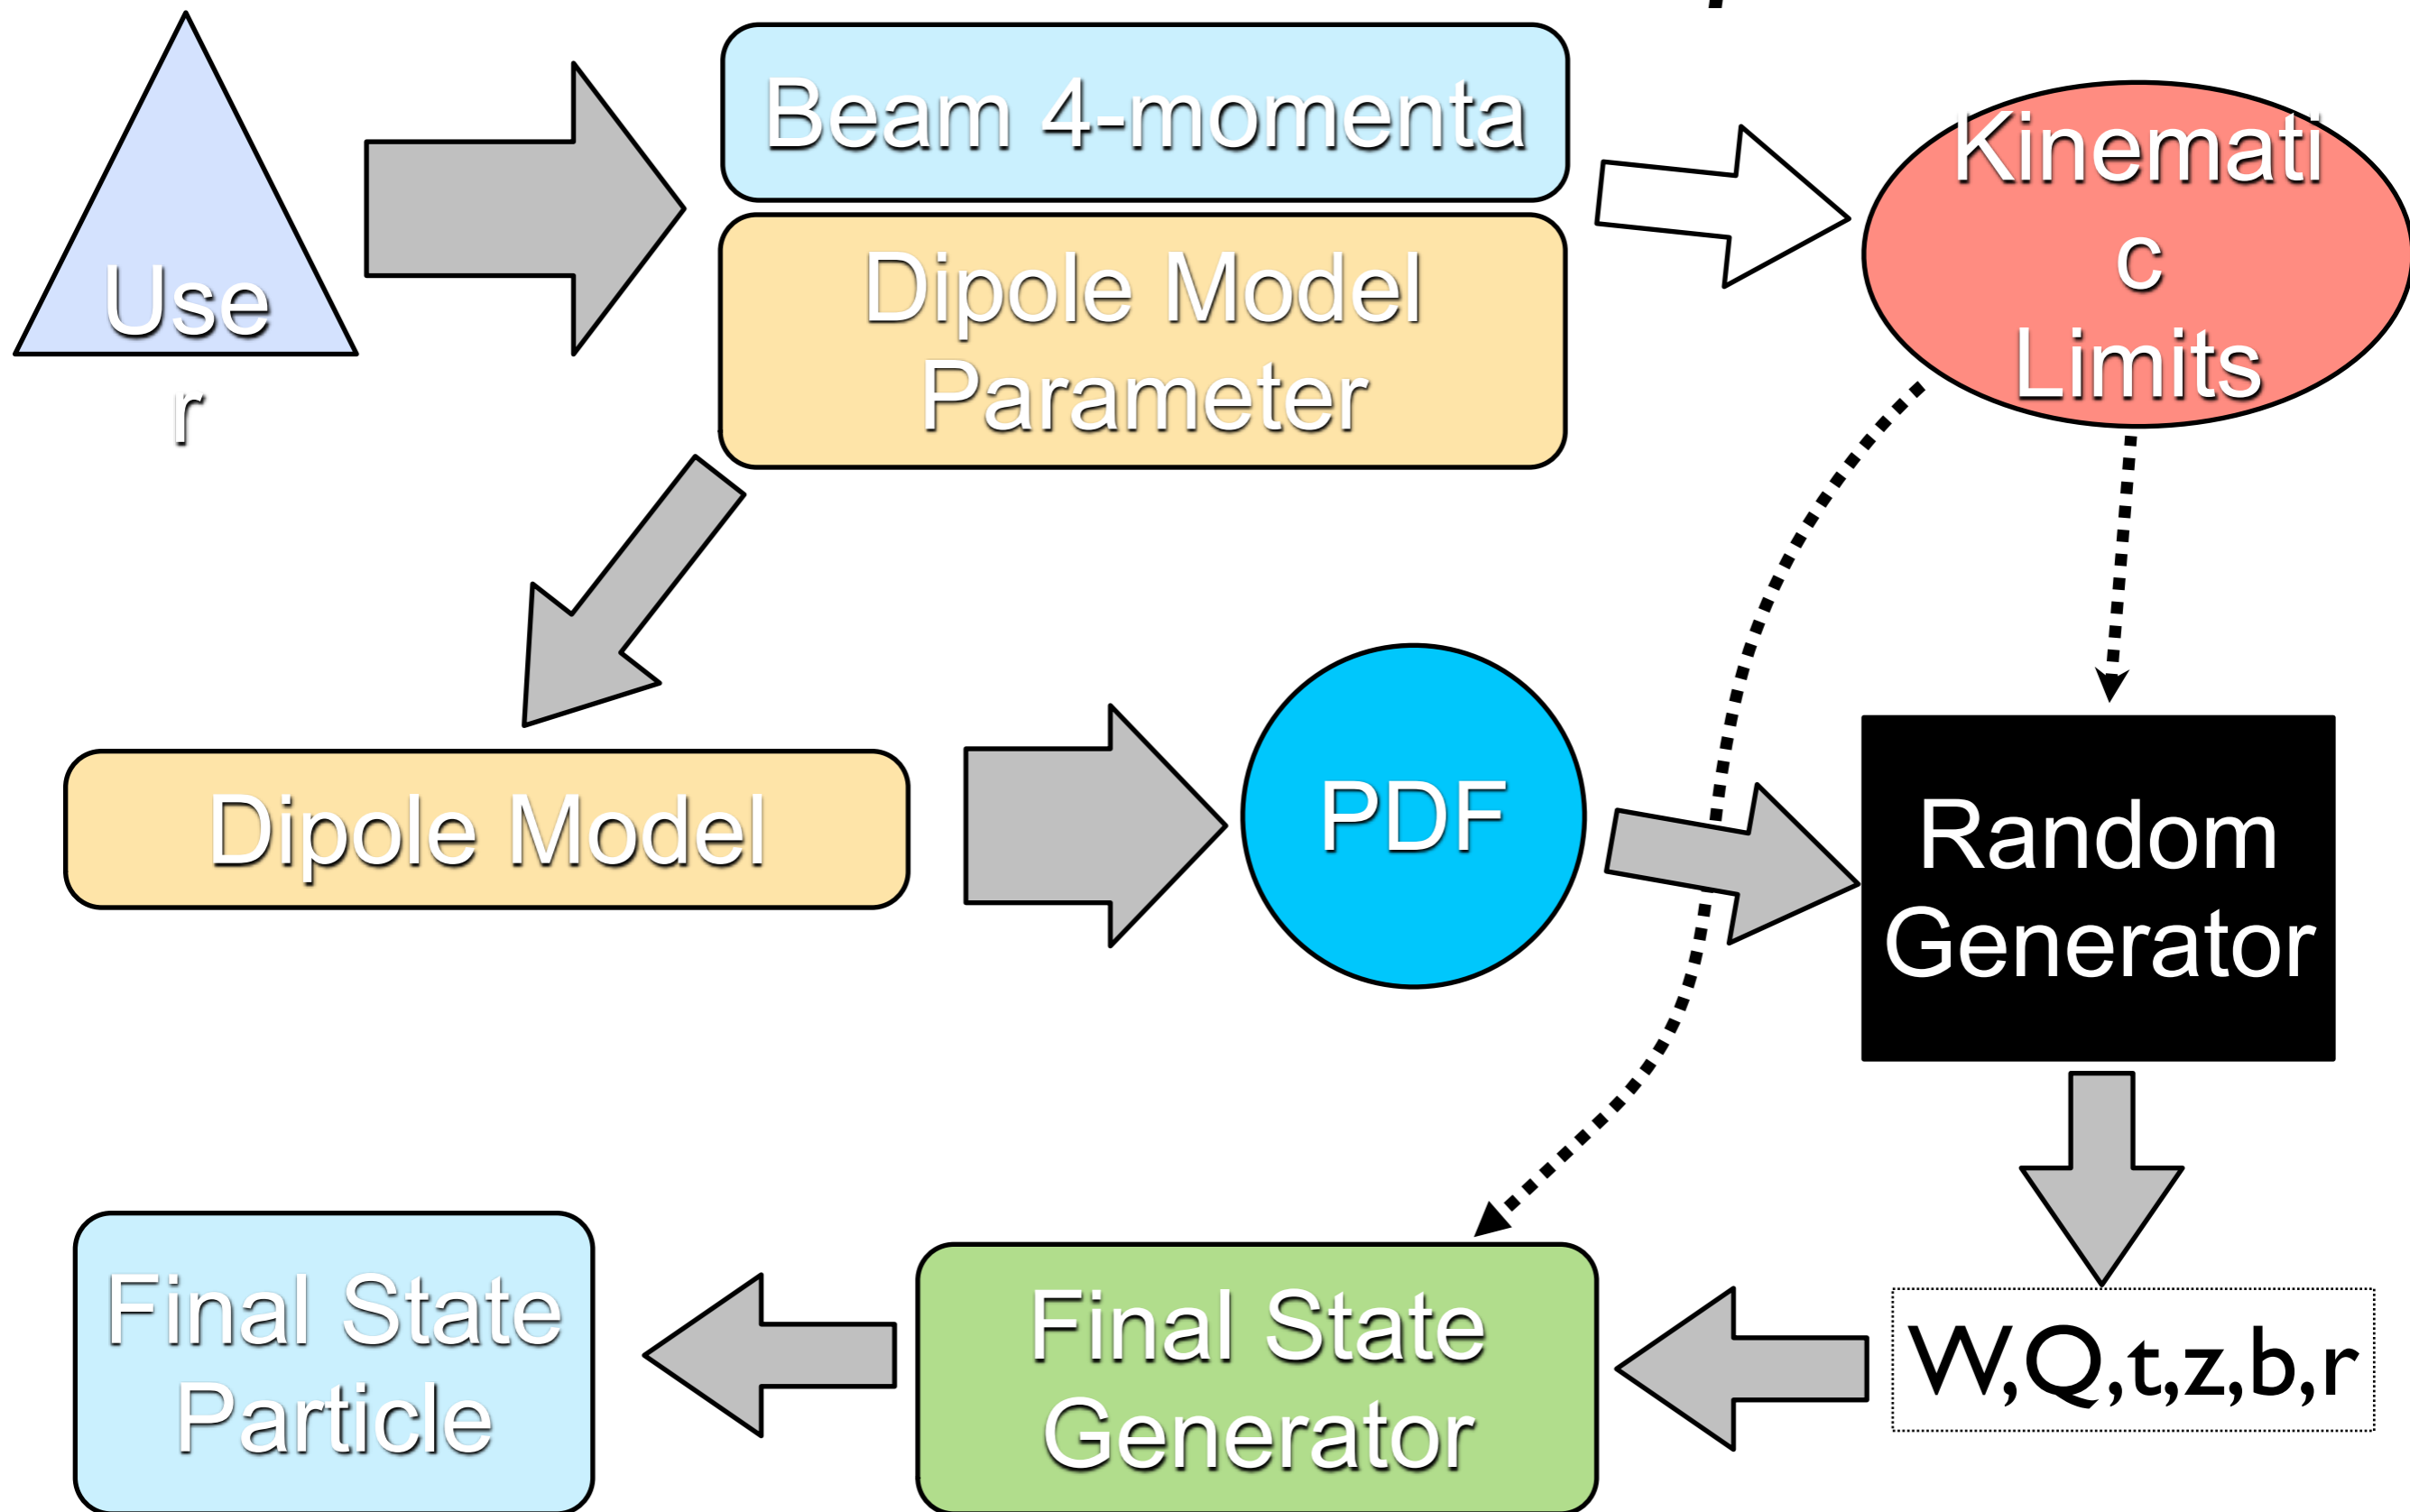 Use
r
Beam 4-momenta
Dipole Model
Parameter
Kinemati
c
Limits
Dipole Model
PDF
Random
Generator
Final State
Particle
Final State
Generator
W,Q,t,z,b,r